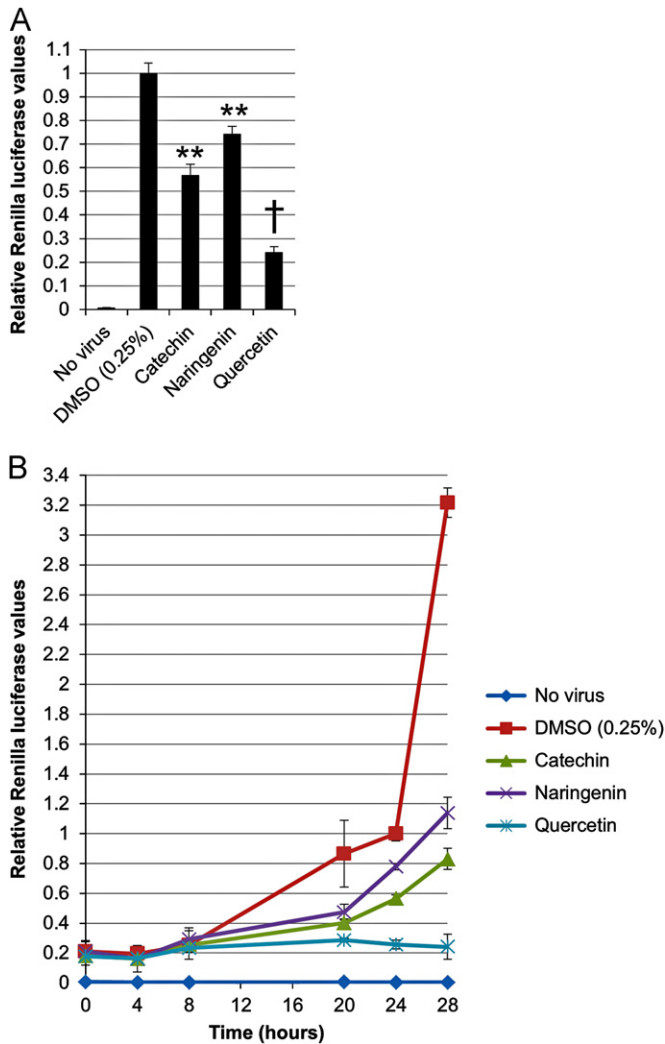 A
Relative Renilla luciferase values
1.1
1
0.9
0.8
0.7
0.6
0.5
0.4
0.3
0.2
0.1
0
**
**
†
No virus
DMSO (0.25%)
Catechin
Naringenin
Quercetin
B
Relative Renilla luciferase values
3.4
3.2
3
2.8
2.6
2.4
2.2
2
1.8
1.6
1.4
1.2
1
0.8
0.6
0.4
0.2
0
0 4 8 12 16 20 24 28
Time (hours)
No virus
DMSO (0.25%)
Catechin
Naringenin
Quercetin